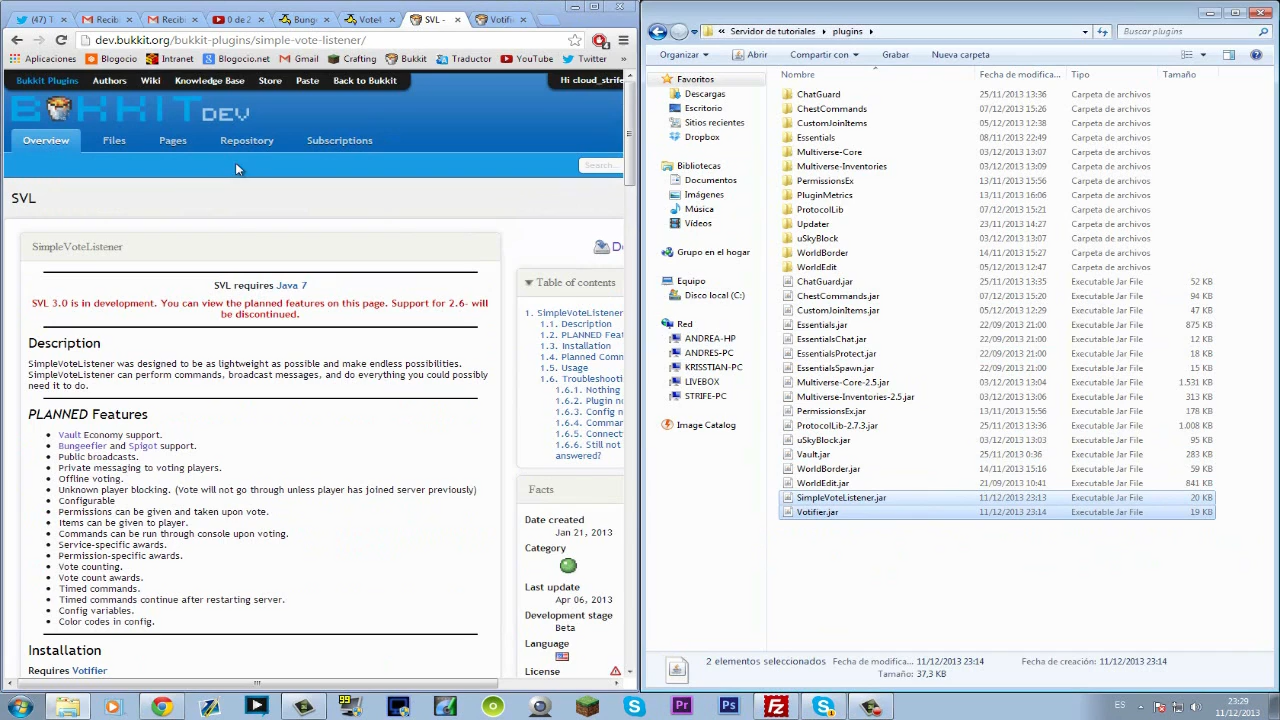 (47) T
Recib
Recib
0 de 2
Bung
Vote
SVL -
Votifi
dev.bukkit.org/bukkit-plugins/simple-vote-listener/
Aplicaciones Blogocio Intranet Blogocio.net Gmail Crafting Bukkit Traductor YouTube Twitter
Bukkit Plugins Authors Wiki Knowledge Base Store Paste Back to Bukkit Hi cloud_strife
BUKKIT DEV
Overview Files Pages Repository Subscriptions
Search...
SVL
SimpleVoteListener
SVL requires Java 7
SVL 3.0 is in development. You can view the planned features on this page. Support for 2.6- will
be discontinued.
Description
SimpleVoteListener was designed to be as lightweight as possible and make endless possibilities.
SimpleVoteListener can perform commands, broadcast messages, and do everything you could possibly
need it to do.
PLANNED Features
Vault Economy support.
Bungeefier and Spigot support.
Public broadcasts.
Private messaging to voting players.
Offline voting.
Unknown player blocking. (Vote will not go through unless player has joined server previously)
Configurable
Permissions can be given and taken upon vote.
Items can be given to player.
Commands can be run through console upon voting.
Service-specific awards.
Permission-specific awards.
Vote counting.
Vote count awards.
Timed commands.
Timed commands continue after restarting server.
Config variables.
Color codes in config.
Installation
Requires Votifier
Table of contents
1. SimpleVoteListener
1.1. Description
1.2. PLANNED Fea
1.3. Installation
1.4. Planned Com
1.5. Usage
1.6. Troubleshooti
1.6.1. Nothing
1.6.2. Plugin n
1.6.3. Config n
1.6.4. Comma
1.6.5. Connect
1.6.6. Still not
answered?
Facts
Date created
Jan 21, 2013
Category
Last update
Apr 06, 2013
Development stage
Beta
Language
License
Servidor de tutoriales plugins
Buscar plugins
Organizar Abrir Compartir con Grabar Nueva carpeta
Favoritos
Descargas
Escritorio
Sitios recientes
Dropbox
Bibliotecas
Documentos
Imágenes
Música
Vídeos
Grupo en el hogar
Equipo
Disco local (C:)
Red
ANDREA-HP
ANDRES-PC
KRISSTIAN-PC
LIVEBOX
STRIFE-PC
Image Catalog
Nombre Fecha de modifica... Tipo Tamaño
ChatGuard 25/11/2013 13:36 Carpeta de archivos
ChestCommands 07/12/2013 15:26 Carpeta de archivos
CustomJoinItems 05/12/2013 12:38 Carpeta de archivos
Essentials 08/11/2013 22:49 Carpeta de archivos
Multiverse-Core 03/12/2013 13:07 Carpeta de archivos
Multiverse-Inventories 03/12/2013 13:09 Carpeta de archivos
PermissionsEx 13/11/2013 15:56 Carpeta de archivos
PluginMetrics 13/11/2013 16:06 Carpeta de archivos
ProtocolLib 07/12/2013 15:21 Carpeta de archivos
Updater 23/11/2013 14:27 Carpeta de archivos
uSkyBlock 03/12/2013 13:07 Carpeta de archivos
WorldBorder 14/11/2013 15:27 Carpeta de archivos
WorldEdit 05/12/2013 12:47 Carpeta de archivos
ChatGuard.jar 25/11/2013 13:35 Executable Jar File 52 KB
ChestCommands.jar 07/12/2013 15:20 Executable Jar File 94 KB
CustomJoinItems.jar 05/12/2013 12:29 Executable Jar File 47 KB
Essentials.jar 22/09/2013 21:00 Executable Jar File 875 KB
EssentialsChat.jar 22/09/2013 21:00 Executable Jar File 12 KB
EssentialsProtect.jar 22/09/2013 21:00 Executable Jar File 18 KB
EssentialsSpawn.jar 22/09/2013 21:00 Executable Jar File 15 KB
Multiverse-Core-2.5.jar 03/12/2013 13:04 Executable Jar File 1.531 KB
Multiverse-Inventories-2.5.jar 03/12/2013 13:06 Executable Jar File 313 KB
PermissionsEx.jar 13/11/2013 15:56 Executable Jar File 178 KB
ProtocolLib-2.7.3.jar 25/11/2013 13:36 Executable Jar File 1.008 KB
uSkyBlock.jar 03/12/2013 13:03 Executable Jar File 95 KB
Vault.jar 25/11/2013 0:36 Executable Jar File 283 KB
WorldBorder.jar 14/11/2013 15:16 Executable Jar File 59 KB
WorldEdit.jar 21/09/2013 10:41 Executable Jar File 841 KB
SimpleVoteListener.jar 11/12/2013 23:13 Executable Jar File 20 KB
Votifier.jar 11/12/2013 23:14 Executable Jar File 19 KB
2 elementos seleccionados Fecha de modifica... 11/12/2013 23:14 Fecha de creación: 11/12/2013 23:14
Tamaño: 37,3 KB
99
Pr
Ps
Fz
ES
23:29
11/12/2013